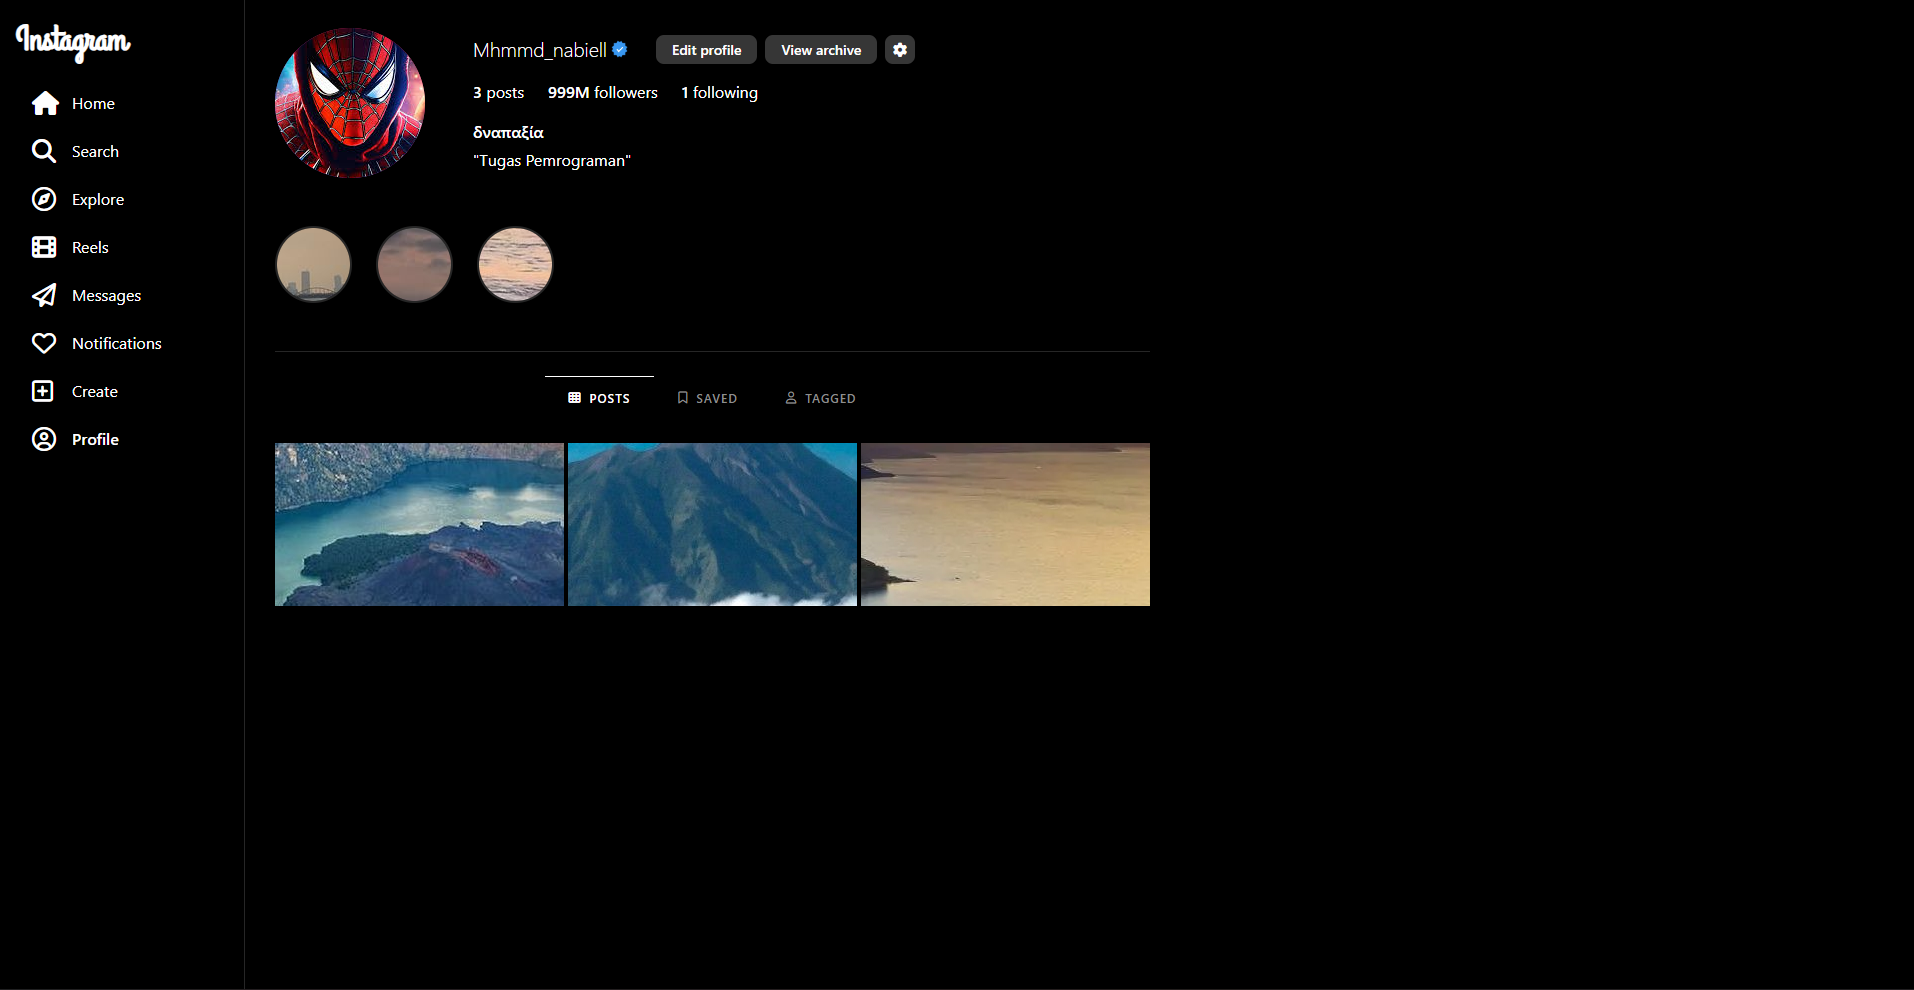 Instagram
Home
Search
Explore
Reels
Messages
Notifications
Create
Profile
Mhmmd_nabiell Edit profile View archive
3 posts 999M followers 1 following
δναπαξία
"Tugas Pemrograman"
POSTS SAVED TAGGED